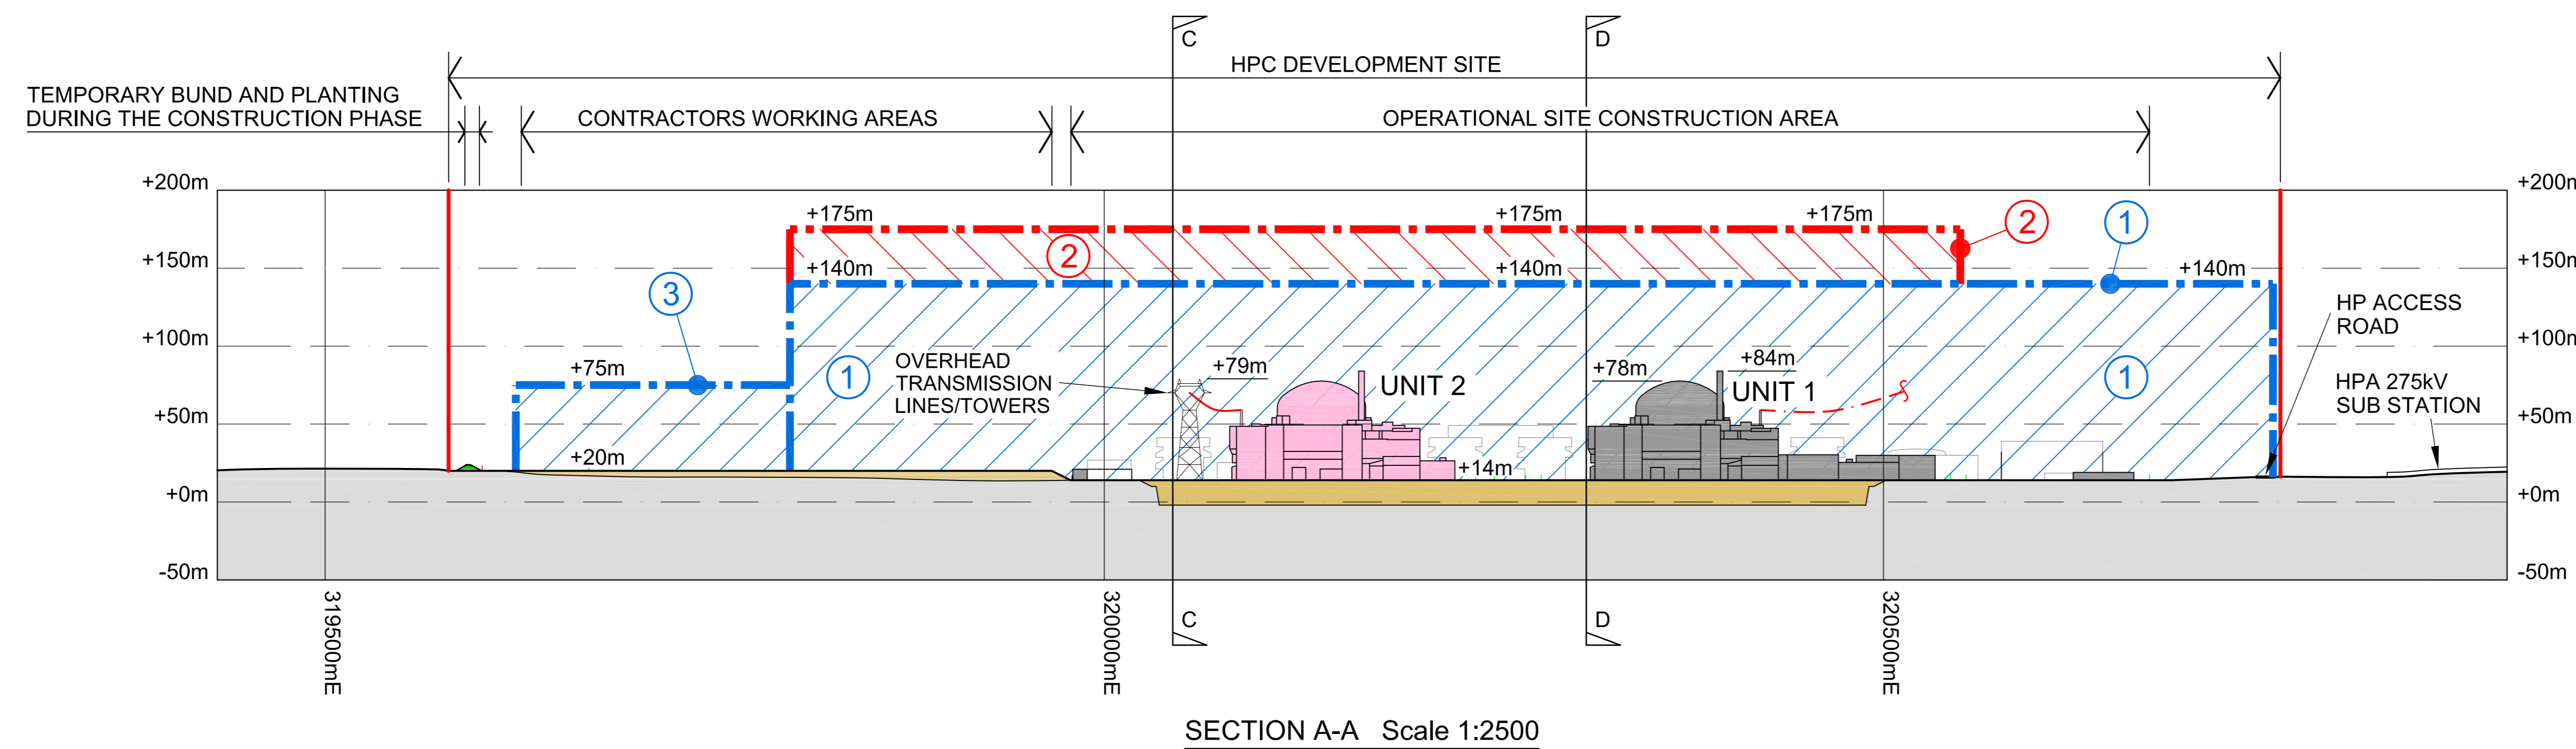 C
D
HPC DEVELOPMENT SITE
TEMPORARY BUND AND PLANTING
DURING THE CONSTRUCTION PHASE
CONTRACTORS WORKING AREAS
OPERATIONAL SITE CONSTRUCTION AREA
+200m
+200m
+175m
+175m
+175m
2
1
2
+150m
+150m
+140m
+140m
+140m
3
HP ACCESS
ROAD
+100m
+100m
+75m
1
OVERHEAD
TRANSMISSION
LINES/TOWERS
+79m
UNIT 2
+78m
+84m
UNIT 1
1
HPA 275kV
SUB STATION
+50m
+50m
+20m
+14m
+0m
+0m
-50m
-50m
319500mE
320000mE
320500mE
C
D
SECTION A-A Scale 1:2500